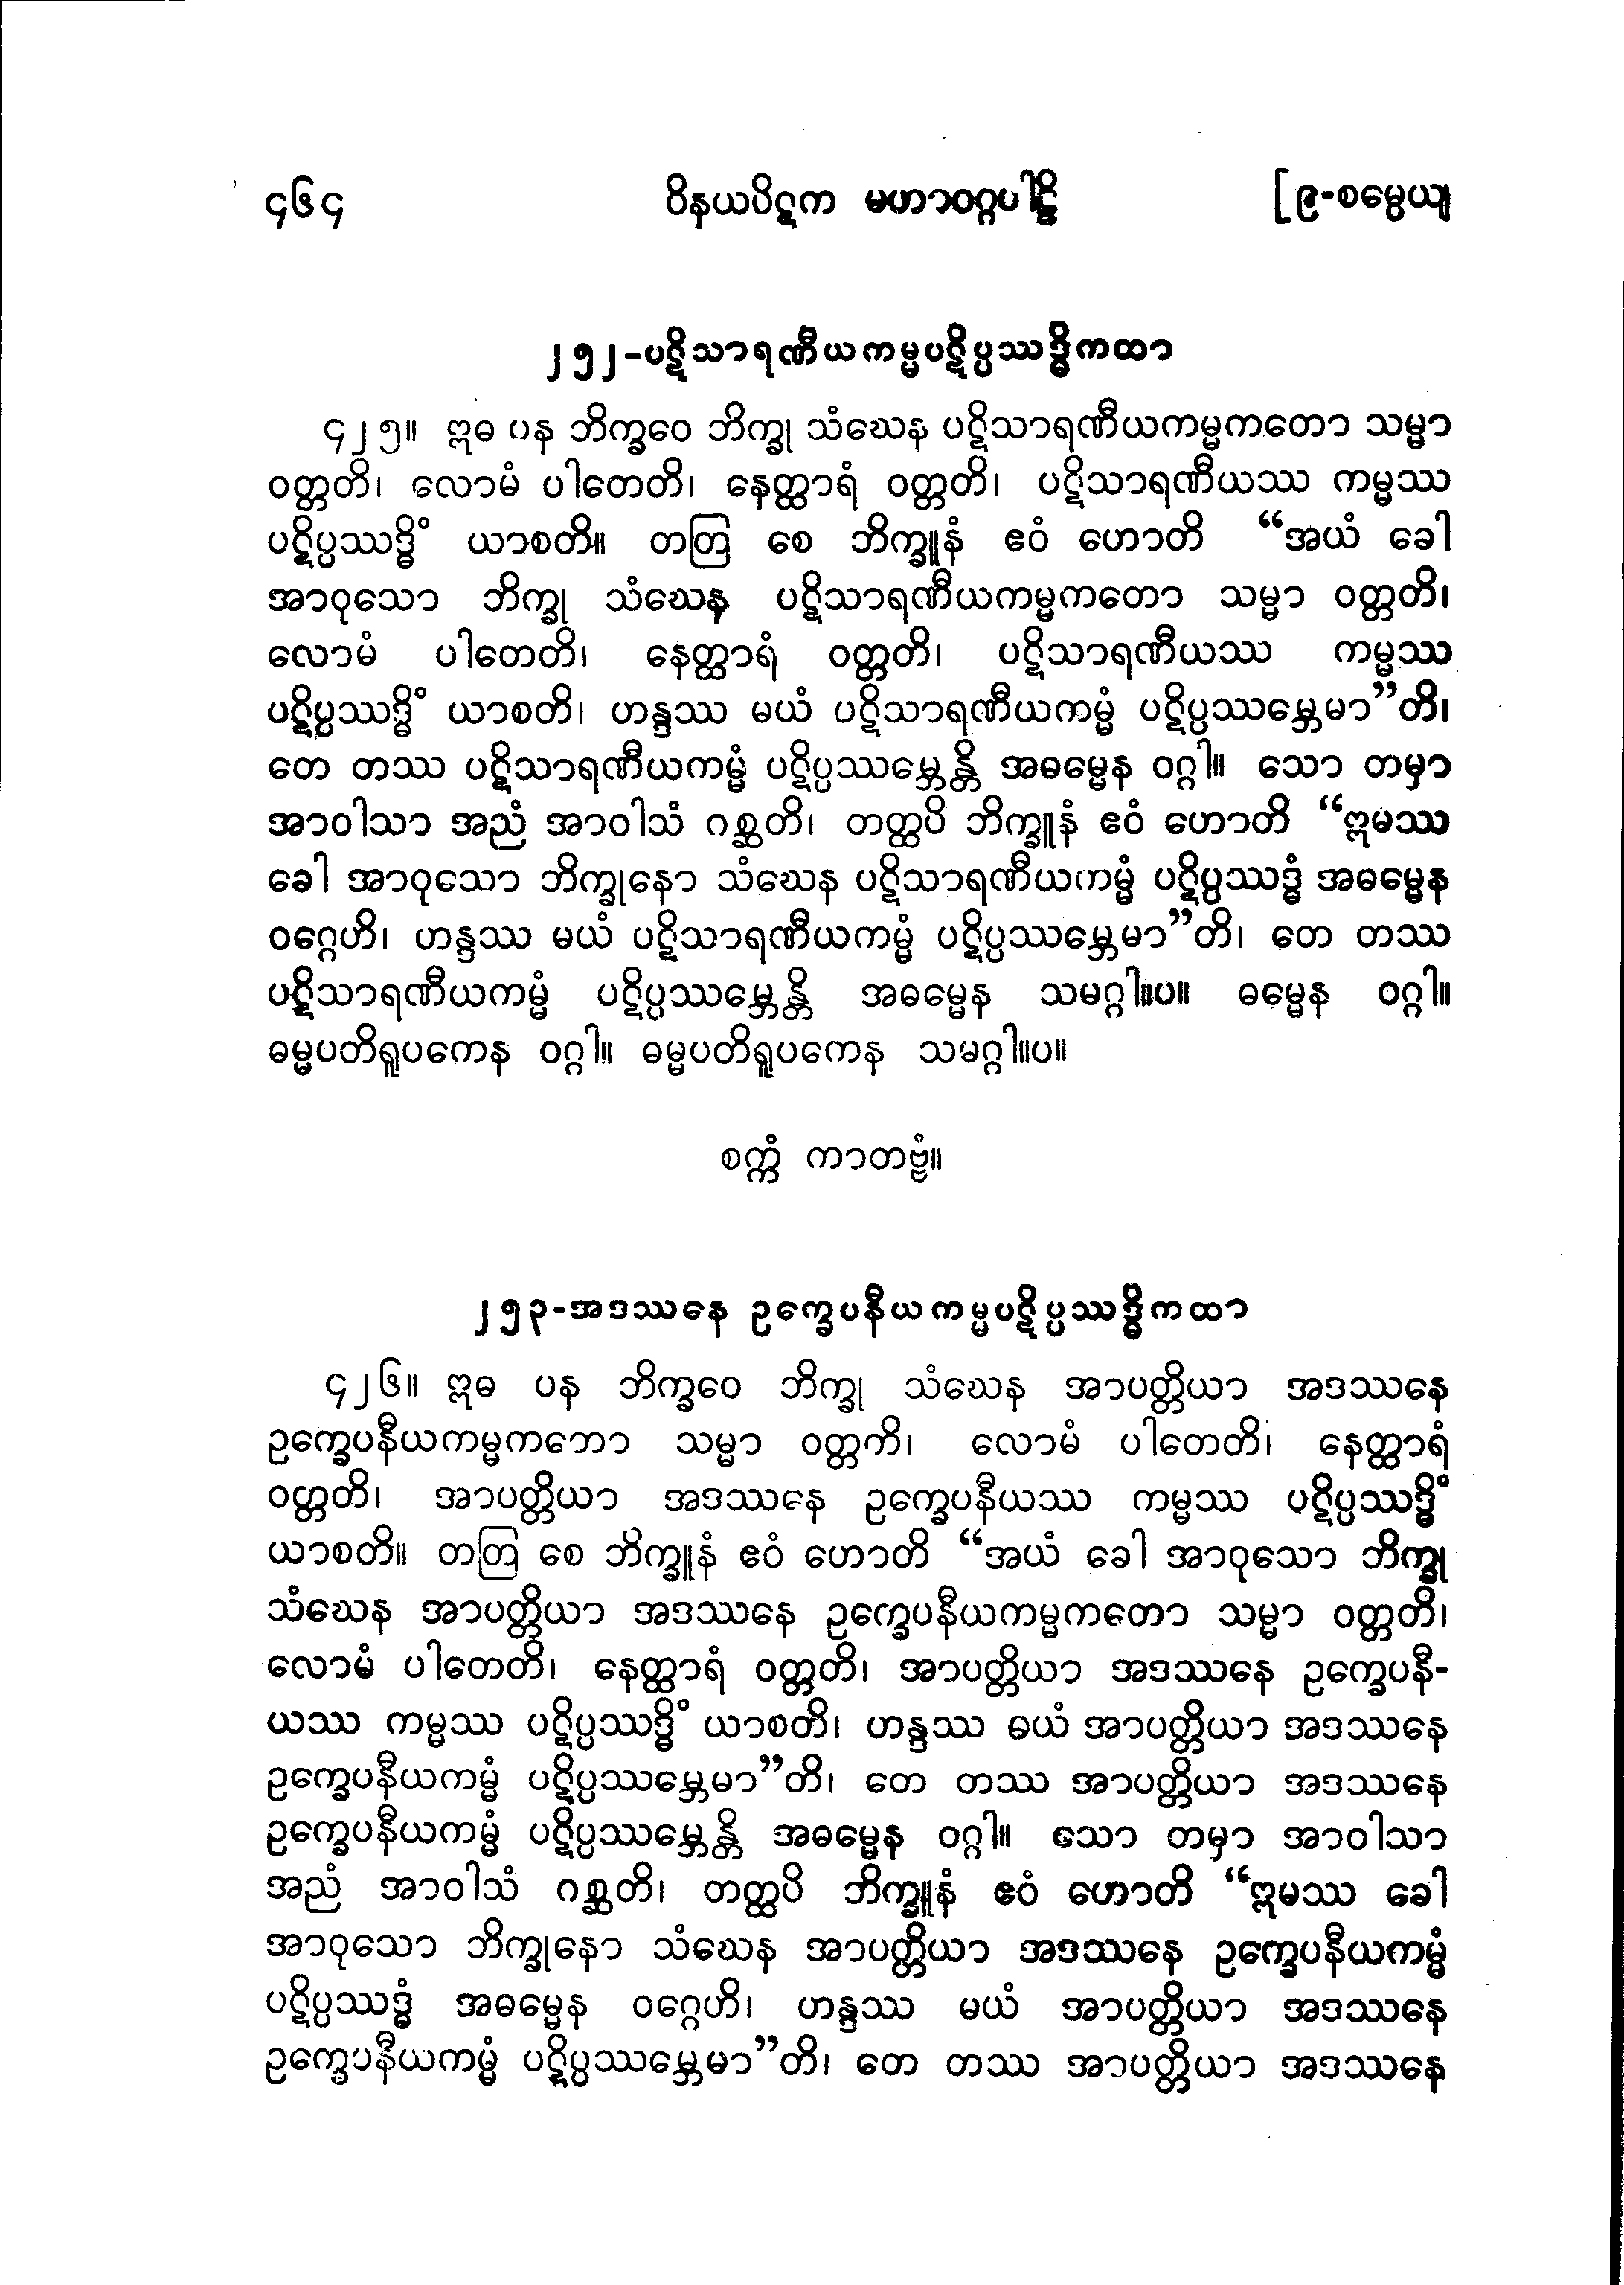 ၄၆၄ ဝိနယပိဋက မဟာဝဂ္ဂပါဠိ [၉-စမ္ပေယျ
၂၅၂-ပဋိသာရဏီယကမ္မပဋိပ္ပဿဒ္ဓိကထာ
၄၂၅။ ဣဓ ပန ဘိက္ခဝေ ဘိက္ခု သံဃေန ပဋိသာရဏီယကမ္မကတော သမ္မာ
ဝတ္တတိ၊ လောမံ ပါတေတိ၊ နေတ္ထာရံ ဝတ္တတိ၊ ပဋိသာရဏီယဿ ကမ္မဿ
ပဋိပ္ပဿဒ္ဓိံ ယာစတိ။ တတြ စေ ဘိက္ခူနံ ဧဝံ ဟောတိ “အယံ ခေါ
အာဝုသော ဘိက္ခု သံဃေန ပဋိသာရဏီယကမ္မကတော သမ္မာ ဝတ္တတိ၊
လောမံ ပါတေတိ၊ နေတ္ထာရံ ဝတ္တတိ၊ ပဋိသာရဏီယဿ ကမ္မဿ
ပဋိပ္ပဿဒ္ဓိံ ယာစတိ၊ ဟန္ဒဿ မယံ ပဋိသာရဏီယကမ္မံ ပဋိပ္ပဿမ္ဘေမာ”တိ၊
တေ တဿ ပဋိသာရဏီယကမ္မံ ပဋိပ္ပဿမ္ဘေန္တိ အဓမ္မေန ဝဂ္ဂါ။ သော တမှာ
အာဝါသာ အညံ အာဝါသံ ဂစ္ဆတိ၊ တတ္ထပိ ဘိက္ခူနံ ဧဝံ ဟောတိ “ဣမဿ
ခေါ အာဝုသော ဘိက္ခုနော သံဃေန ပဋိသာရဏီယကမ္မံ ပဋိပ္ပဿဒ္ဓံ အဓမ္မေန
ဝဂ္ဂေဟိ၊ ဟန္ဒဿ မယံ ပဋိသာရဏီယကမ္မံ ပဋိပ္ပဿမ္ဘေမာ”တိ၊ တေ တဿ
ပဋိသာရဏီယကမ္မံ ပဋိပ္ပဿမ္ဘေန္တိ အဓမ္မေန သမဂ္ဂါ။ပ။ ဓမ္မေန ဝဂ္ဂါ။
ဓမ္မပတိရူပကေန ဝဂ္ဂါ။ ဓမ္မပတိရူပကေန သမဂ္ဂါ။ပ။
စက္ကံ ကာတဗ္ဗံ။
၂၅၃-အဒဿနေ ဥက္ခေပနီယကမ္မပဋိပ္ပဿဒ္ဓိကထာ
၄၂၆။ ဣဓ ပန ဘိက္ခဝေ ဘိက္ခု သံဃေန အာပတ္တိယာ အဒဿနေ
ဥက္ခေပနီယကမ္မကတော သမ္မာ ဝတ္တတိ၊ လောမံ ပါတေတိ၊ နေတ္ထာရံ
ဝတ္တတိ၊ အာပတ္တိယာ အဒဿနေ ဥက္ခေပနီယဿ ကမ္မဿ ပဋိပ္ပဿဒ္ဓိံ
ယာစတိ။ တတြ စေ ဘိက္ခူနံ ဧဝံ ဟောတိ “အယံ ခေါ အာဝုသော ဘိက္ခု
သံဃေန အာပတ္တိယာ အဒဿနေ ဥက္ခေပနီယကမ္မကတော သမ္မာ ဝတ္တတိ၊
လောမံ ပါတေတိ၊ နေတ္ထာရံ ဝတ္တတိ၊ အာပတ္တိယာ အဒဿနေ ဥက္ခေပနီ-
ယဿ ကမ္မဿ ပဋိပ္ပဿဒ္ဓိံ ယာစတိ၊ ဟန္ဒဿ မယံ အာပတ္တိယာ အဒဿနေ
ဥက္ခေပနီယကမ္မံ ပဋိပ္ပဿမ္ဘေမာ”တိ၊ တေ တဿ အာပတ္တိယာ အဒဿနေ
ဥက္ခေပနီယကမ္မံ ပဋိပ္ပဿမ္ဘေန္တိ အဓမ္မေန ဝဂ္ဂါ။ သော တမှာ အာဝါသာ
အညံ အာဝါသံ ဂစ္ဆတိ၊ တတ္ထပိ ဘိက္ခူနံ ဧဝံ ဟောတိ “ဣမဿ ခေါ
အာဝုသော ဘိက္ခုနော သံဃေန အာပတ္တိယာ အဒဿနေ ဥက္ခေပနီယကမ္မံ
ပဋိပ္ပဿဒ္ဓံ အဓမ္မေန ဝဂ္ဂေဟိ၊ ဟန္ဒဿ မယံ အာပတ္တိယာ အဒဿနေ
ဥက္ခေပနီယကမ္မံ ပဋိပ္ပဿမ္ဘေမာ”တိ၊ တေ တဿ အာပတ္တိယာ အဒဿနေ